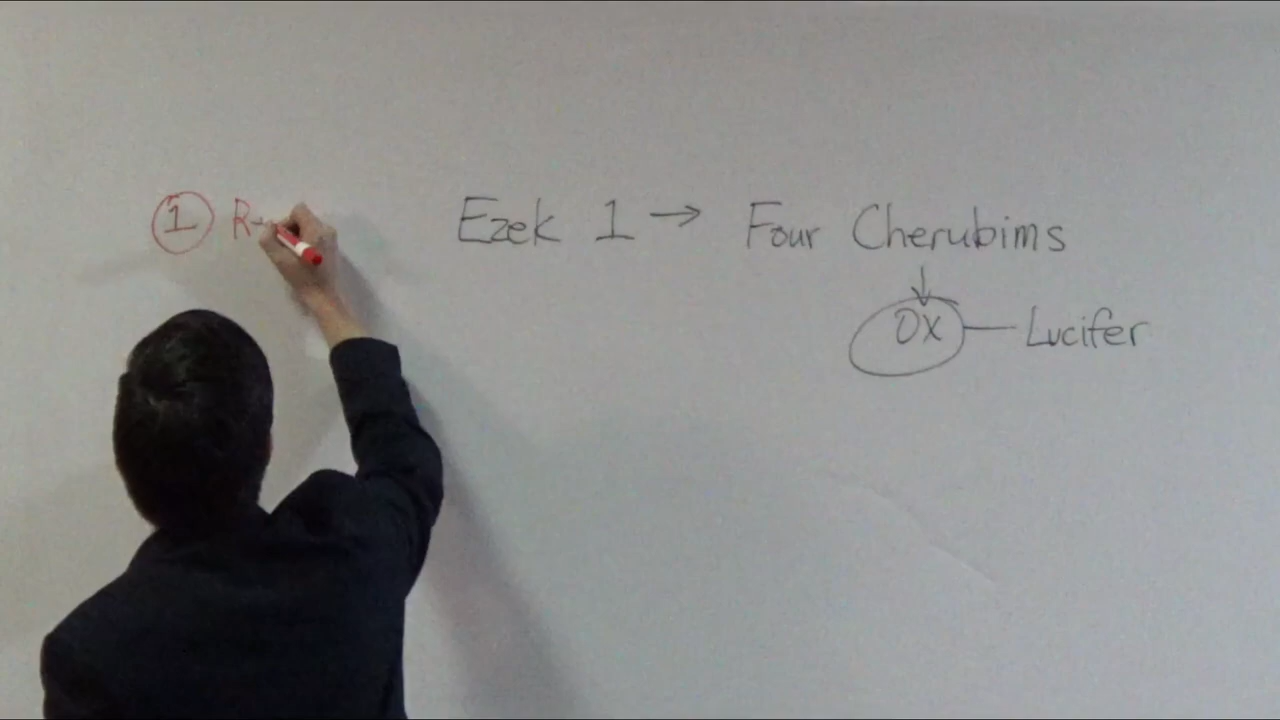 1 R
Ezek 1 → Four Cherubims
↓
OX — Lucifer